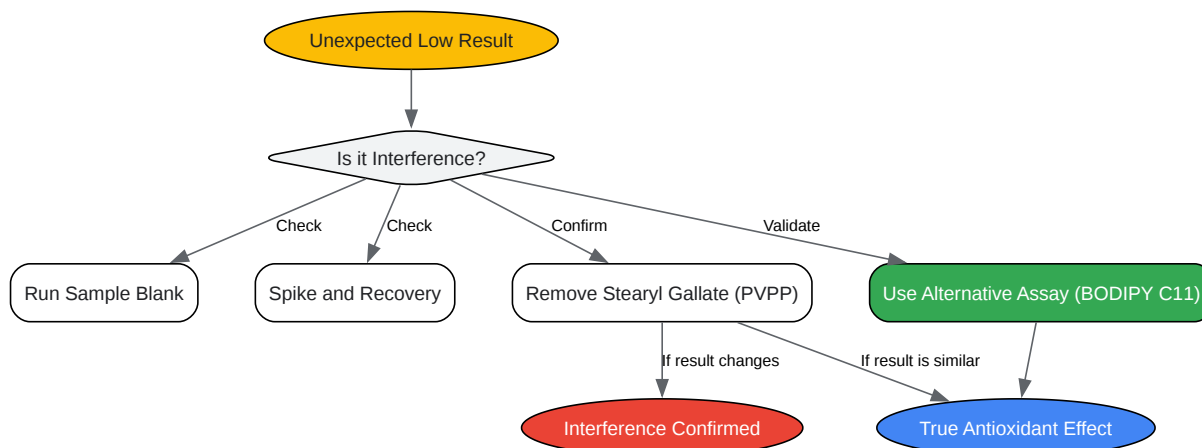 Unexpected Low Result
Is it Interference?
Check
Check
Confirm
Validate
Run Sample Blank
Spike and Recovery
Remove Stearyl Gallate (PVPP)
Use Alternative Assay (BODIPY C11)
If result changes
If result is similar
Interference Confirmed
True Antioxidant Effect